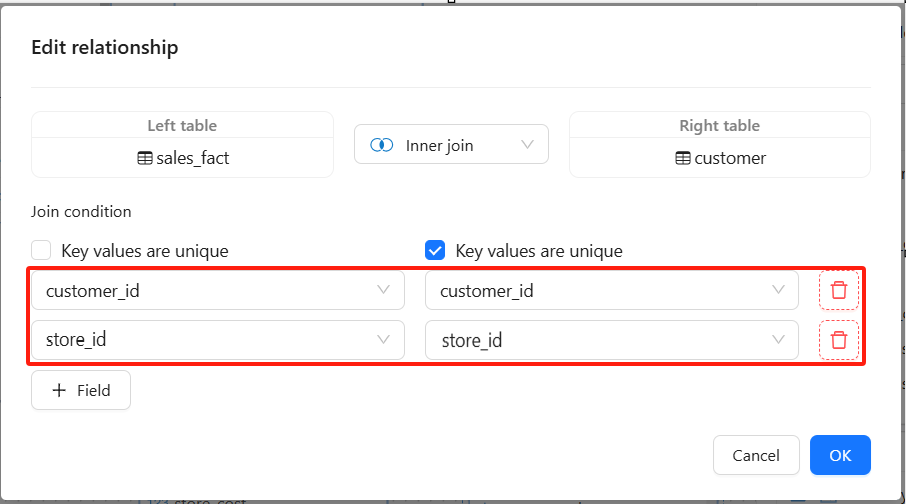 Edit relationship
Left table
sales_fact
Inner join
Right table
customer
Join condition
Key values are unique
Key values are unique
customer_id
customer_id
store_id
store_id
+ Field
Cancel
OK